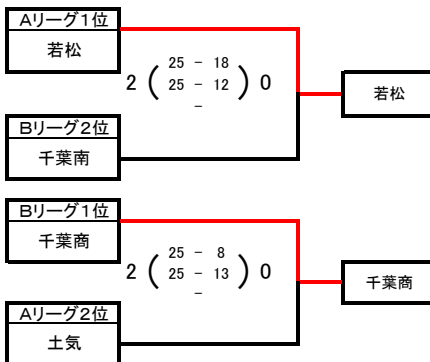 Aリーグ1位
若松
25 - 18
2 ( 25 - 12 ) 0
-
若松
Bリーグ2位
千葉南
Bリーグ1位
千葉商
25 - 8
2 ( 25 - 13 ) 0
-
千葉商
Aリーグ2位
土気